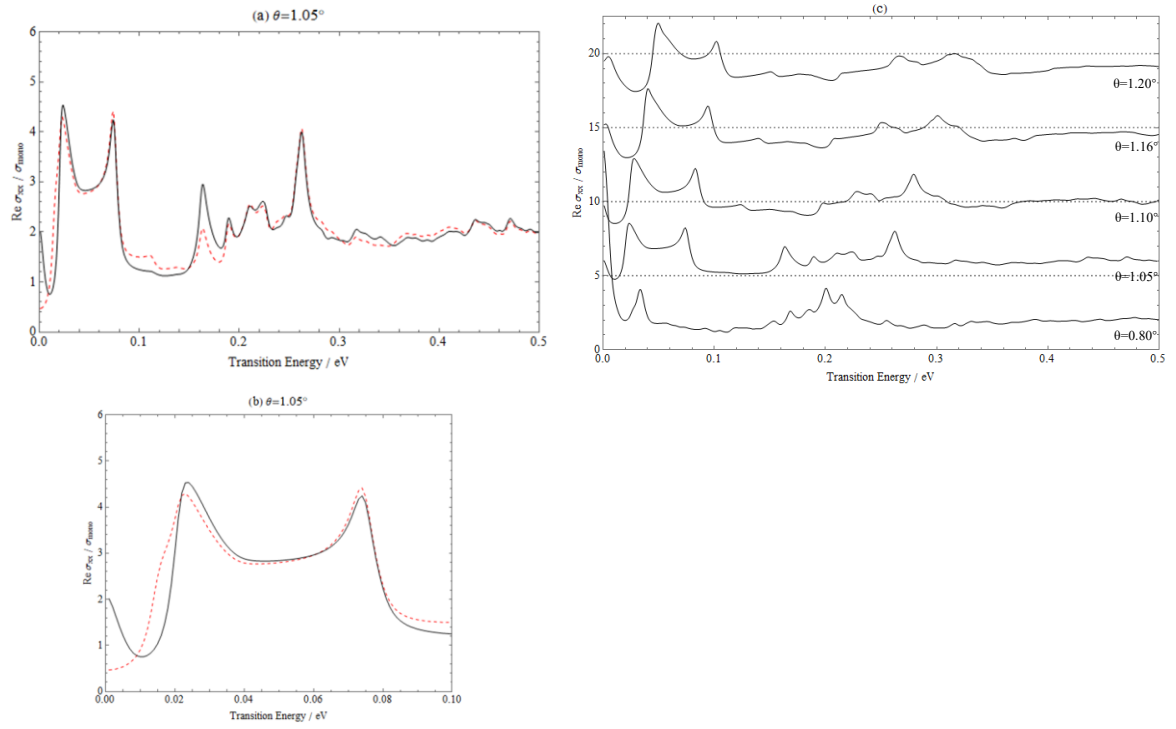 (a) θ=1.05°
6
5
4
3
2
1
0
Re σxx / σmono
0.0
0.1
0.2
0.3
0.4
0.5
Transition Energy / eV
(c)
20
15
10
5
0
Re σxx / σmono
θ=1.20°
θ=1.16°
θ=1.10°
θ=1.05°
θ=0.80°
0.0
0.1
0.2
0.3
0.4
0.5
Transition Energy / eV
(b) θ=1.05°
6
5
4
3
2
1
0
Re σxx / σmono
0.00
0.02
0.04
0.06
0.08
0.10
Transition Energy / eV